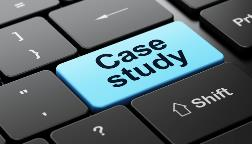 =
}
]
←
Case
study
"
'
⇧ Shift
?